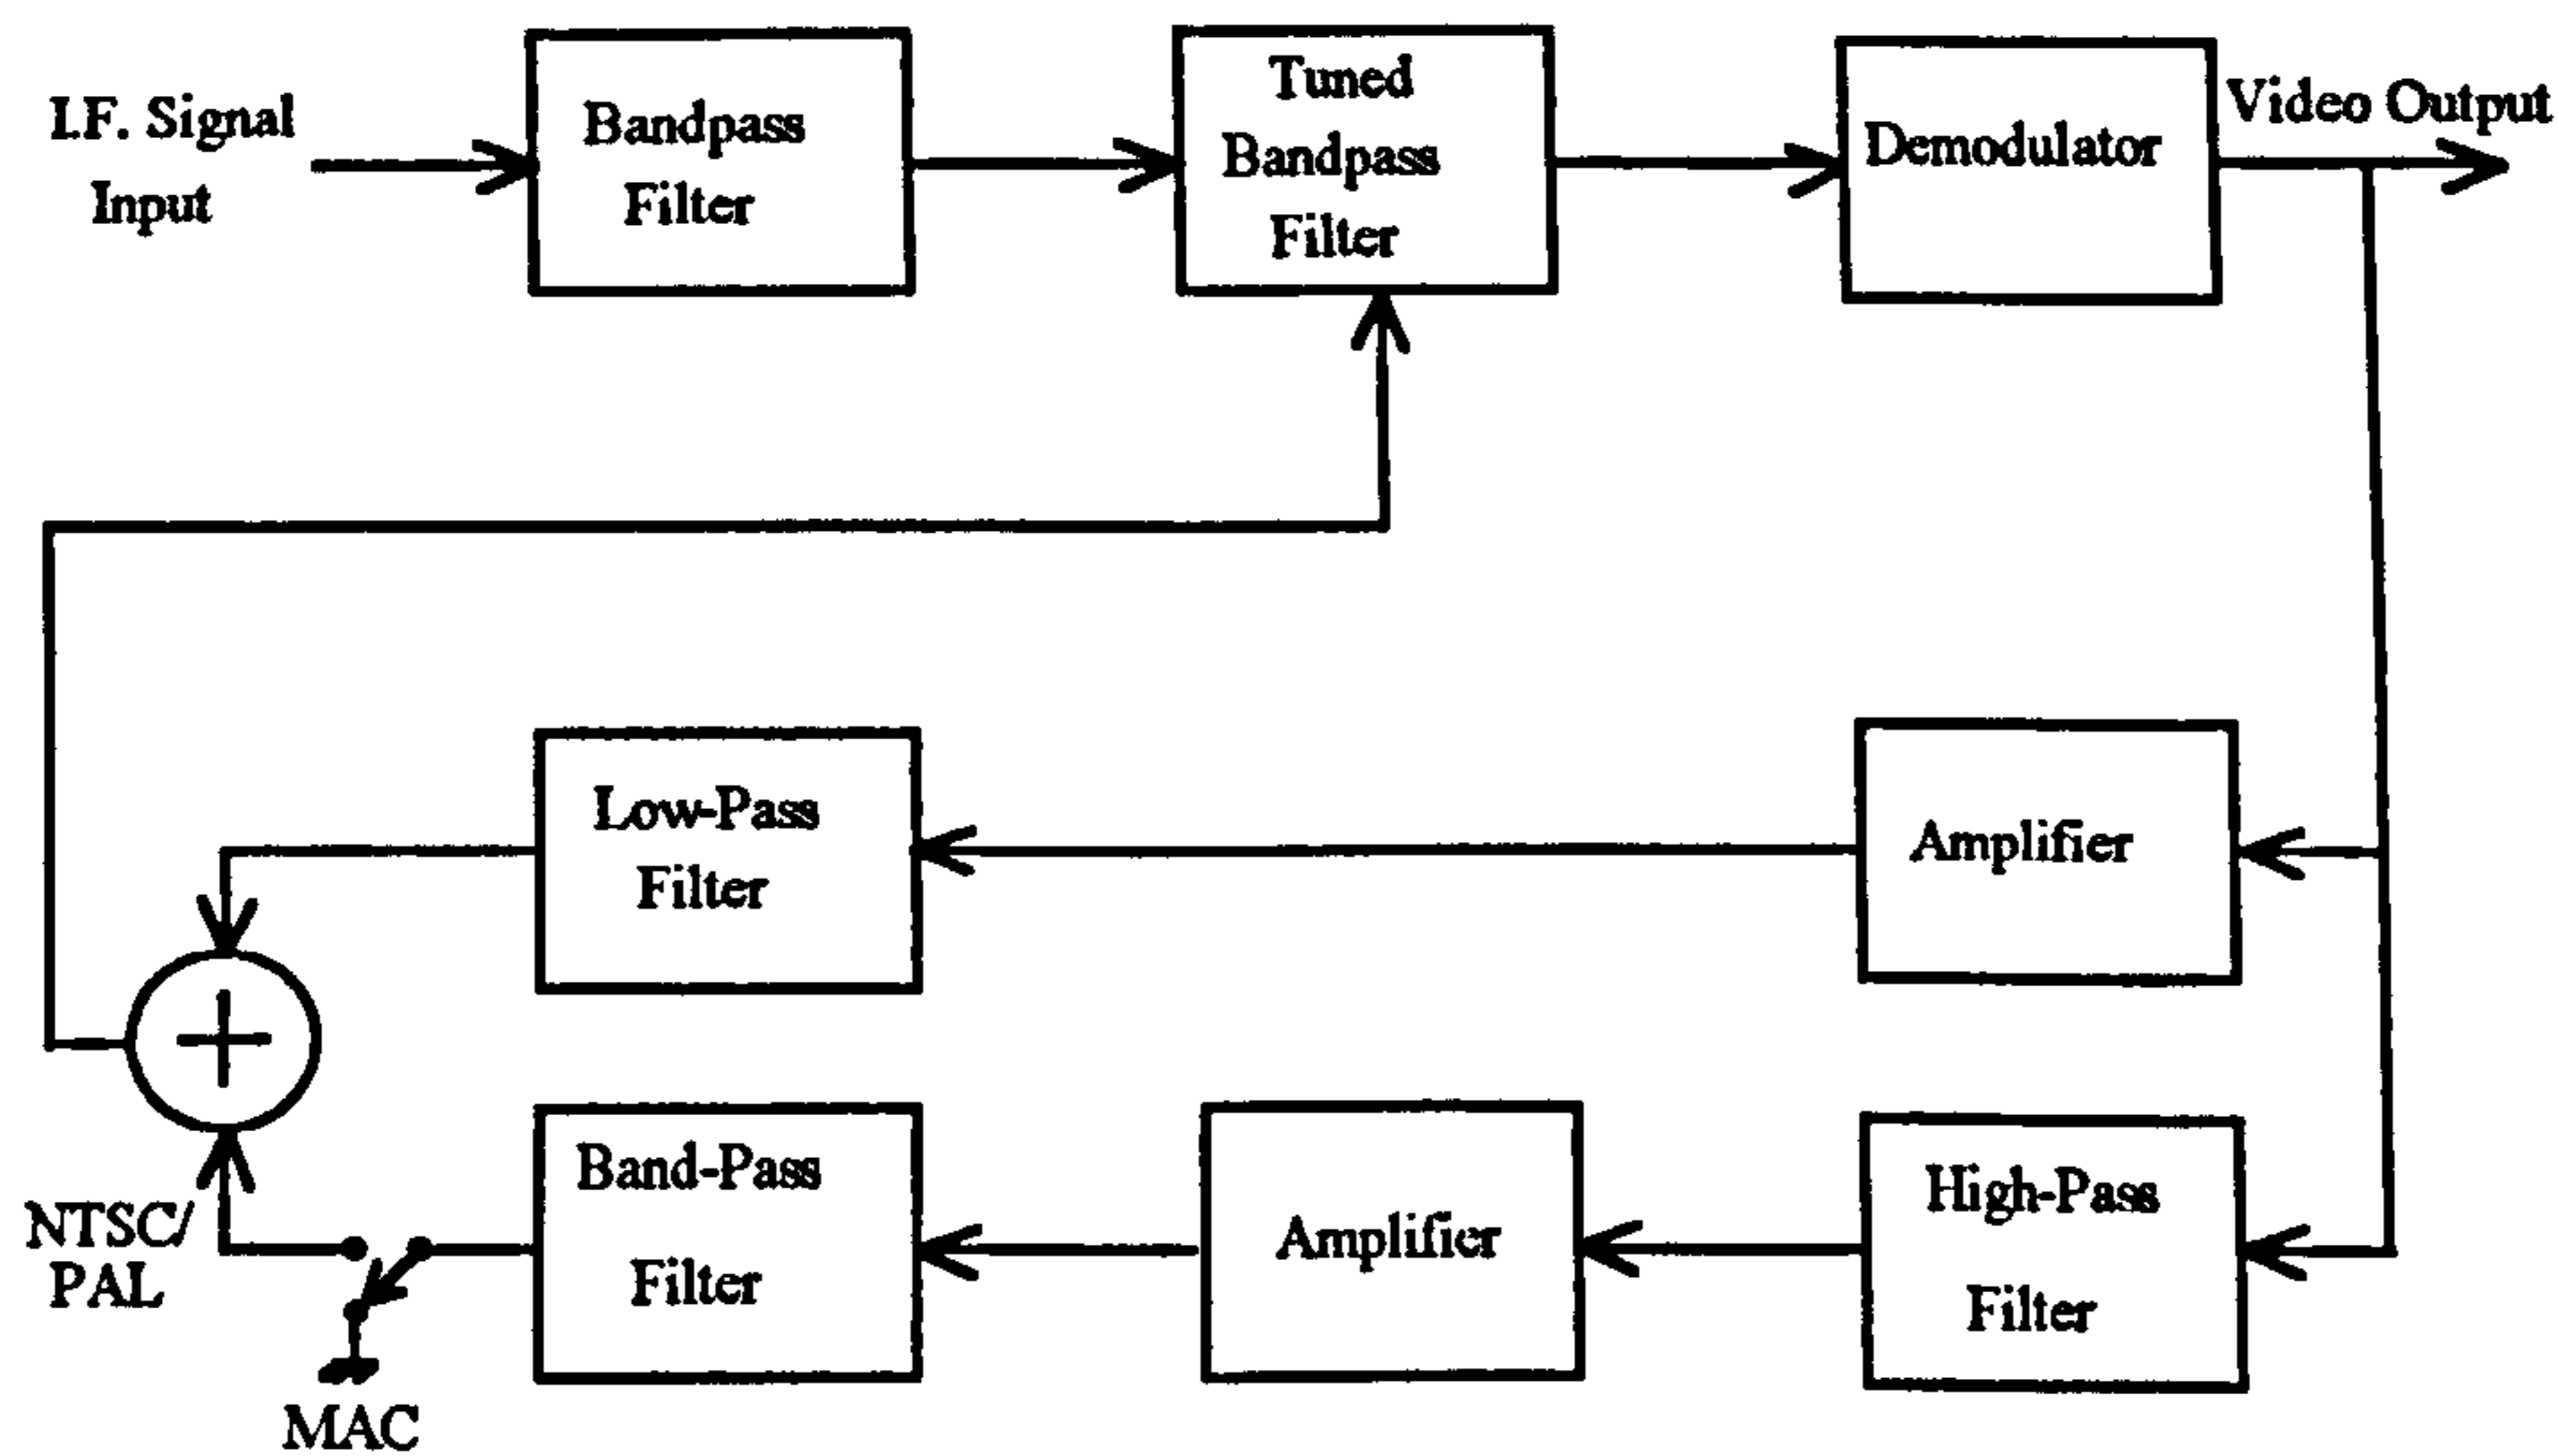 I.F. Signal
Input
Bandpass
Filter
Tuned
Bandpass
Filter
Demodulator
Video Output
Low-Pass
Filter
Amplifier
NTSC/
PAL
MAC
Band-Pass
Filter
Amplifier
High-Pass
Filter